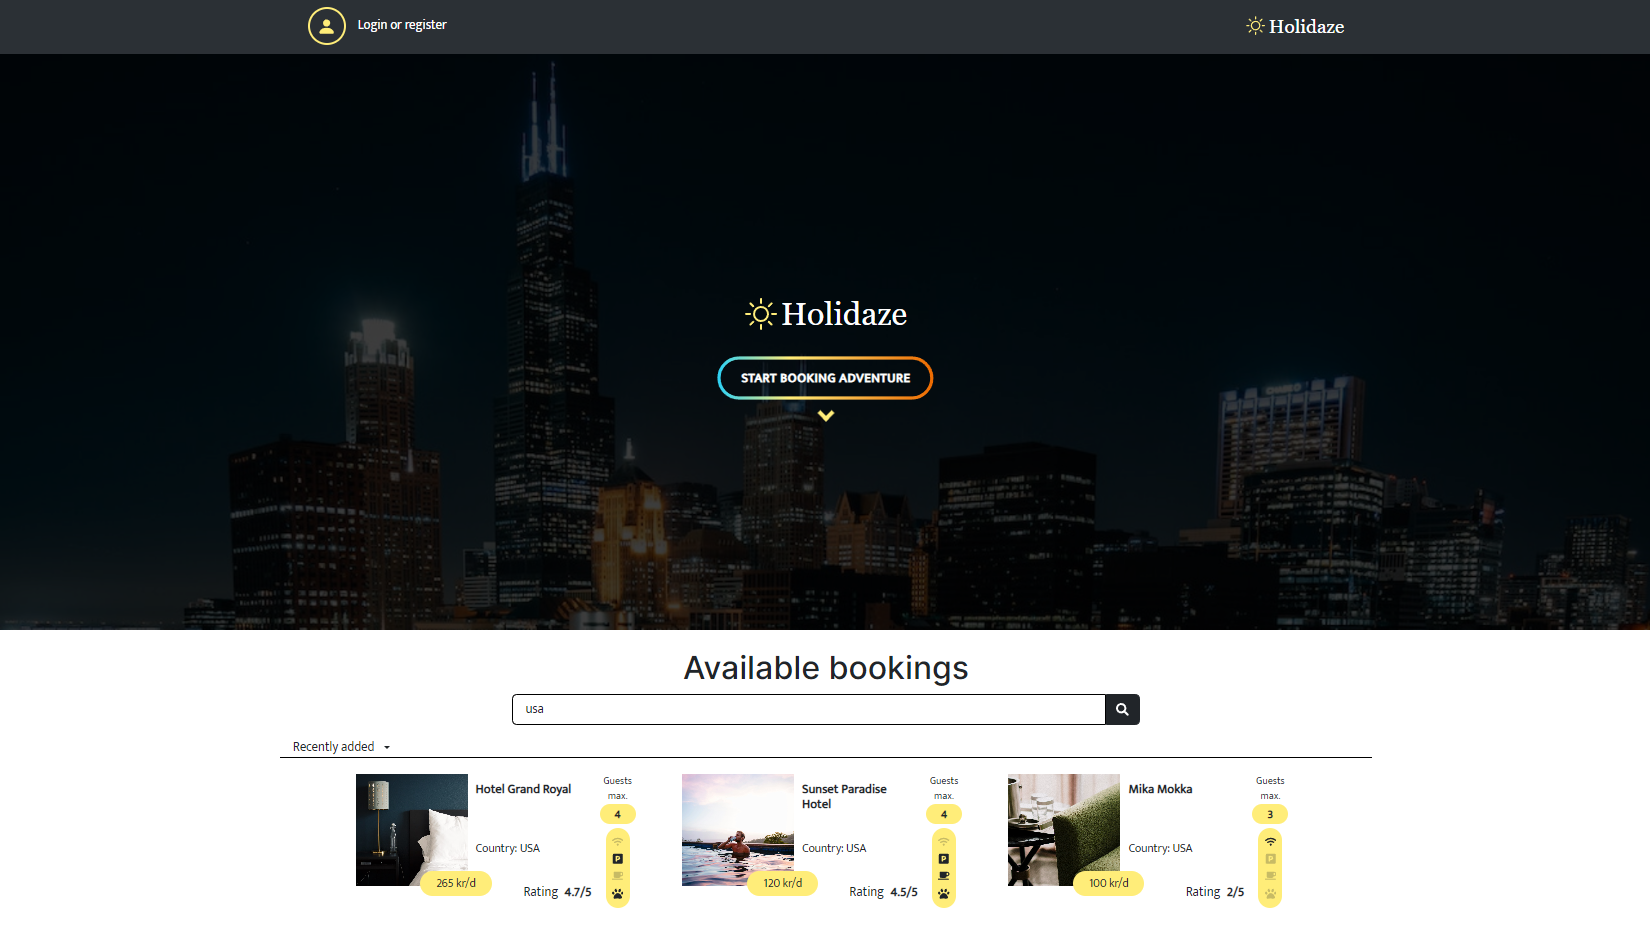 Login or register
Holidaze
Holidaze
START BOOKING ADVENTURE
Available bookings
usa
Recently added
Hotel Grand Royal
Guests
max.
4
Country: USA
P
265 kr/d
Rating 4.7/5
Sunset Paradise
Hotel
Guests
max.
4
Country: USA
P
120 kr/d
Rating 4.5/5
Mika Mokka
Guests
max.
3
Country: USA
P
100 kr/d
Rating 2/5